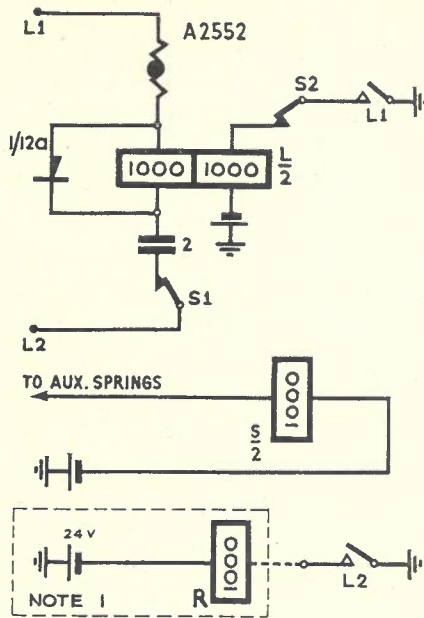 L1
A2552
S2
L1
1/12a
1000
1000
L/2
2
S1
L2
TO AUX. SPRINGS
1000
S/2
24V
1000
L2
NOTE 1
R